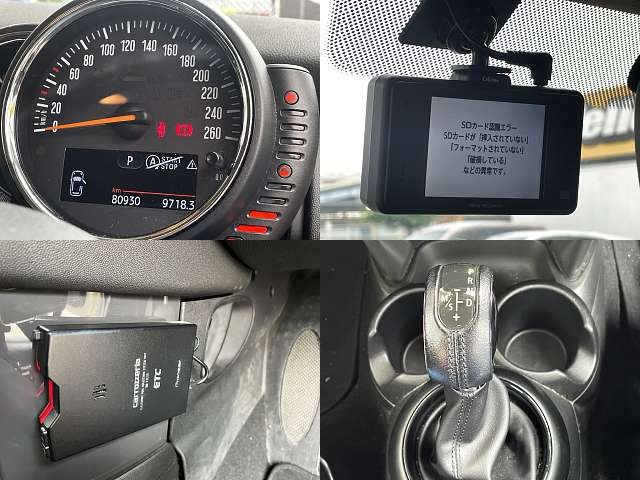 0
20
40
60
80
100
120
140
160
180
200
220
240
260
P A START STOP
km
80930 9718.3
SDカード認識エラー
SDカードが「挿入されていない」
「フォーマットされていない」
「破損している」
などの異常です。
en
carrozzeria
ETC
Pioneer
P
R
N
D
M/S
+